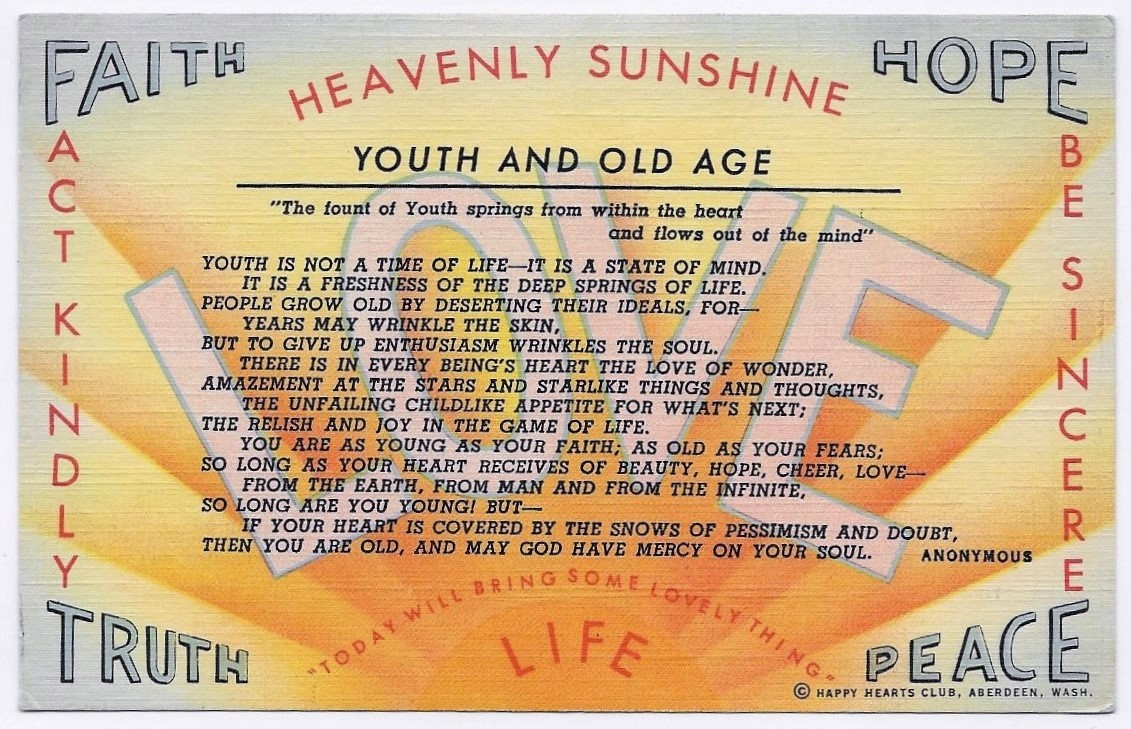 FAITH
HEAVENLY SUNSHINE
HOPE
ACT KINDLY
BE SINCERE
LOVE
YOUTH AND OLD AGE
"The fount of Youth springs from within the heart
and flows out of the mind"
YOUTH IS NOT A TIME OF LIFE—IT IS A STATE OF MIND.
IT IS A FRESHNESS OF THE DEEP SPRINGS OF LIFE.
PEOPLE GROW OLD BY DESERTING THEIR IDEALS, FOR—
YEARS MAY WRINKLE THE SKIN,
BUT TO GIVE UP ENTHUSIASM WRINKLES THE SOUL.
THERE IS IN EVERY BEING'S HEART THE LOVE OF WONDER,
AMAZEMENT AT THE STARS AND STARLIKE THINGS AND THOUGHTS,
THE UNFAILING CHILDLIKE APPETITE FOR WHAT'S NEXT;
THE RELISH AND JOY IN THE GAME OF LIFE.
YOU ARE AS YOUNG AS YOUR FAITH; AS OLD AS YOUR FEARS;
SO LONG AS YOUR HEART RECEIVES OF BEAUTY, HOPE, CHEER, LOVE—
FROM THE EARTH, FROM MAN AND FROM THE INFINITE,
SO LONG ARE YOU YOUNG! BUT—
IF YOUR HEART IS COVERED BY THE SNOWS OF PESSIMISM AND DOUBT,
THEN YOU ARE OLD, AND MAY GOD HAVE MERCY ON YOUR SOUL.
ANONYMOUS
"TODAY WILL BRING SOME LOVELY THING"
LIFE
TRUTH
PEACE
© HAPPY HEARTS CLUB, ABERDEEN, WASH.